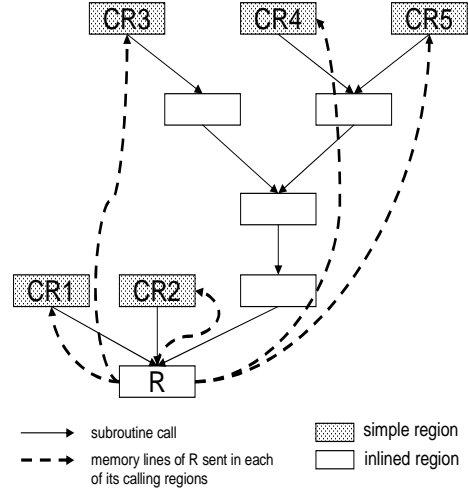 CR3
CR4
CR5
CR1
CR2
R
subroutine call
memory lines of R sent in each
of its calling regions
simple region
inlined region